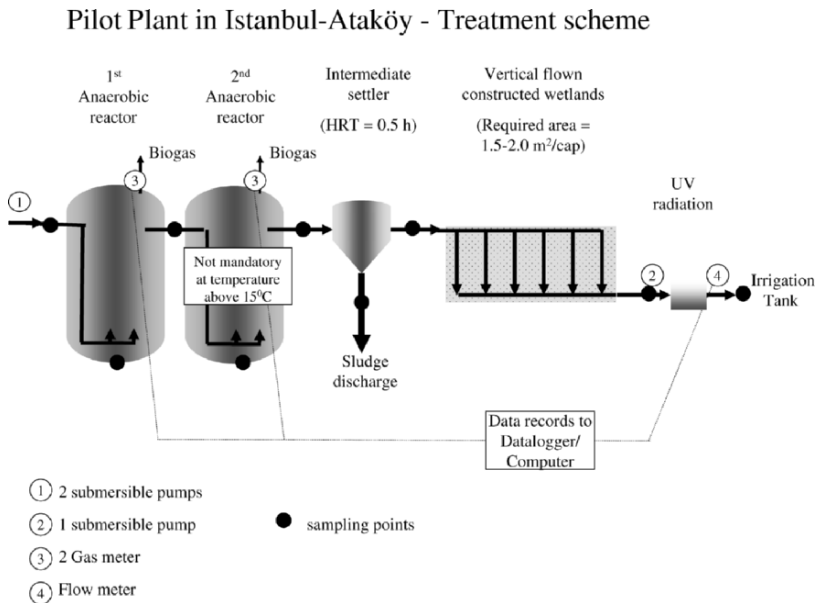 Pilot Plant in Istanbul-Ataköy - Treatment scheme
1st
Anaerobic
reactor
2nd
Anaerobic
reactor
Intermediate
settler
(HRT = 0.5 h)
Vertical flown
constructed wetlands
(Required area =
1.5-2.0 m²/cap)
Biogas
Biogas
UV
radiation
1
3
3
Not mandatory
at temperature
above 15⁰C
2
4
Irrigation
Tank
Sludge
discharge
Data records to
Datalogger/
Computer
1 2 submersible pumps
2 1 submersible pump
sampling points
3 2 Gas meter
4 Flow meter